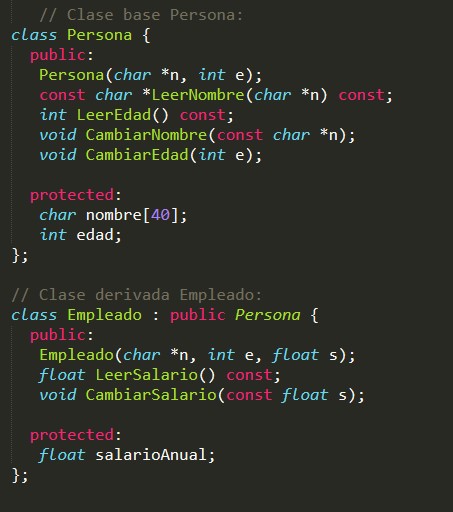 // Clase base Persona:
class Persona {
public:
Persona(char *n, int e);
const char *LeerNombre(char *n) const;
int LeerEdad() const;
void CambiarNombre(const char *n);
void CambiarEdad(int e);
protected:
char nombre[40];
int edad;
};
// Clase derivada Empleado:
class Empleado : public Persona {
public:
Empleado(char *n, int e, float s);
float LeerSalario() const;
void CambiarSalario(const float s);
protected:
float salarioAnual;
};